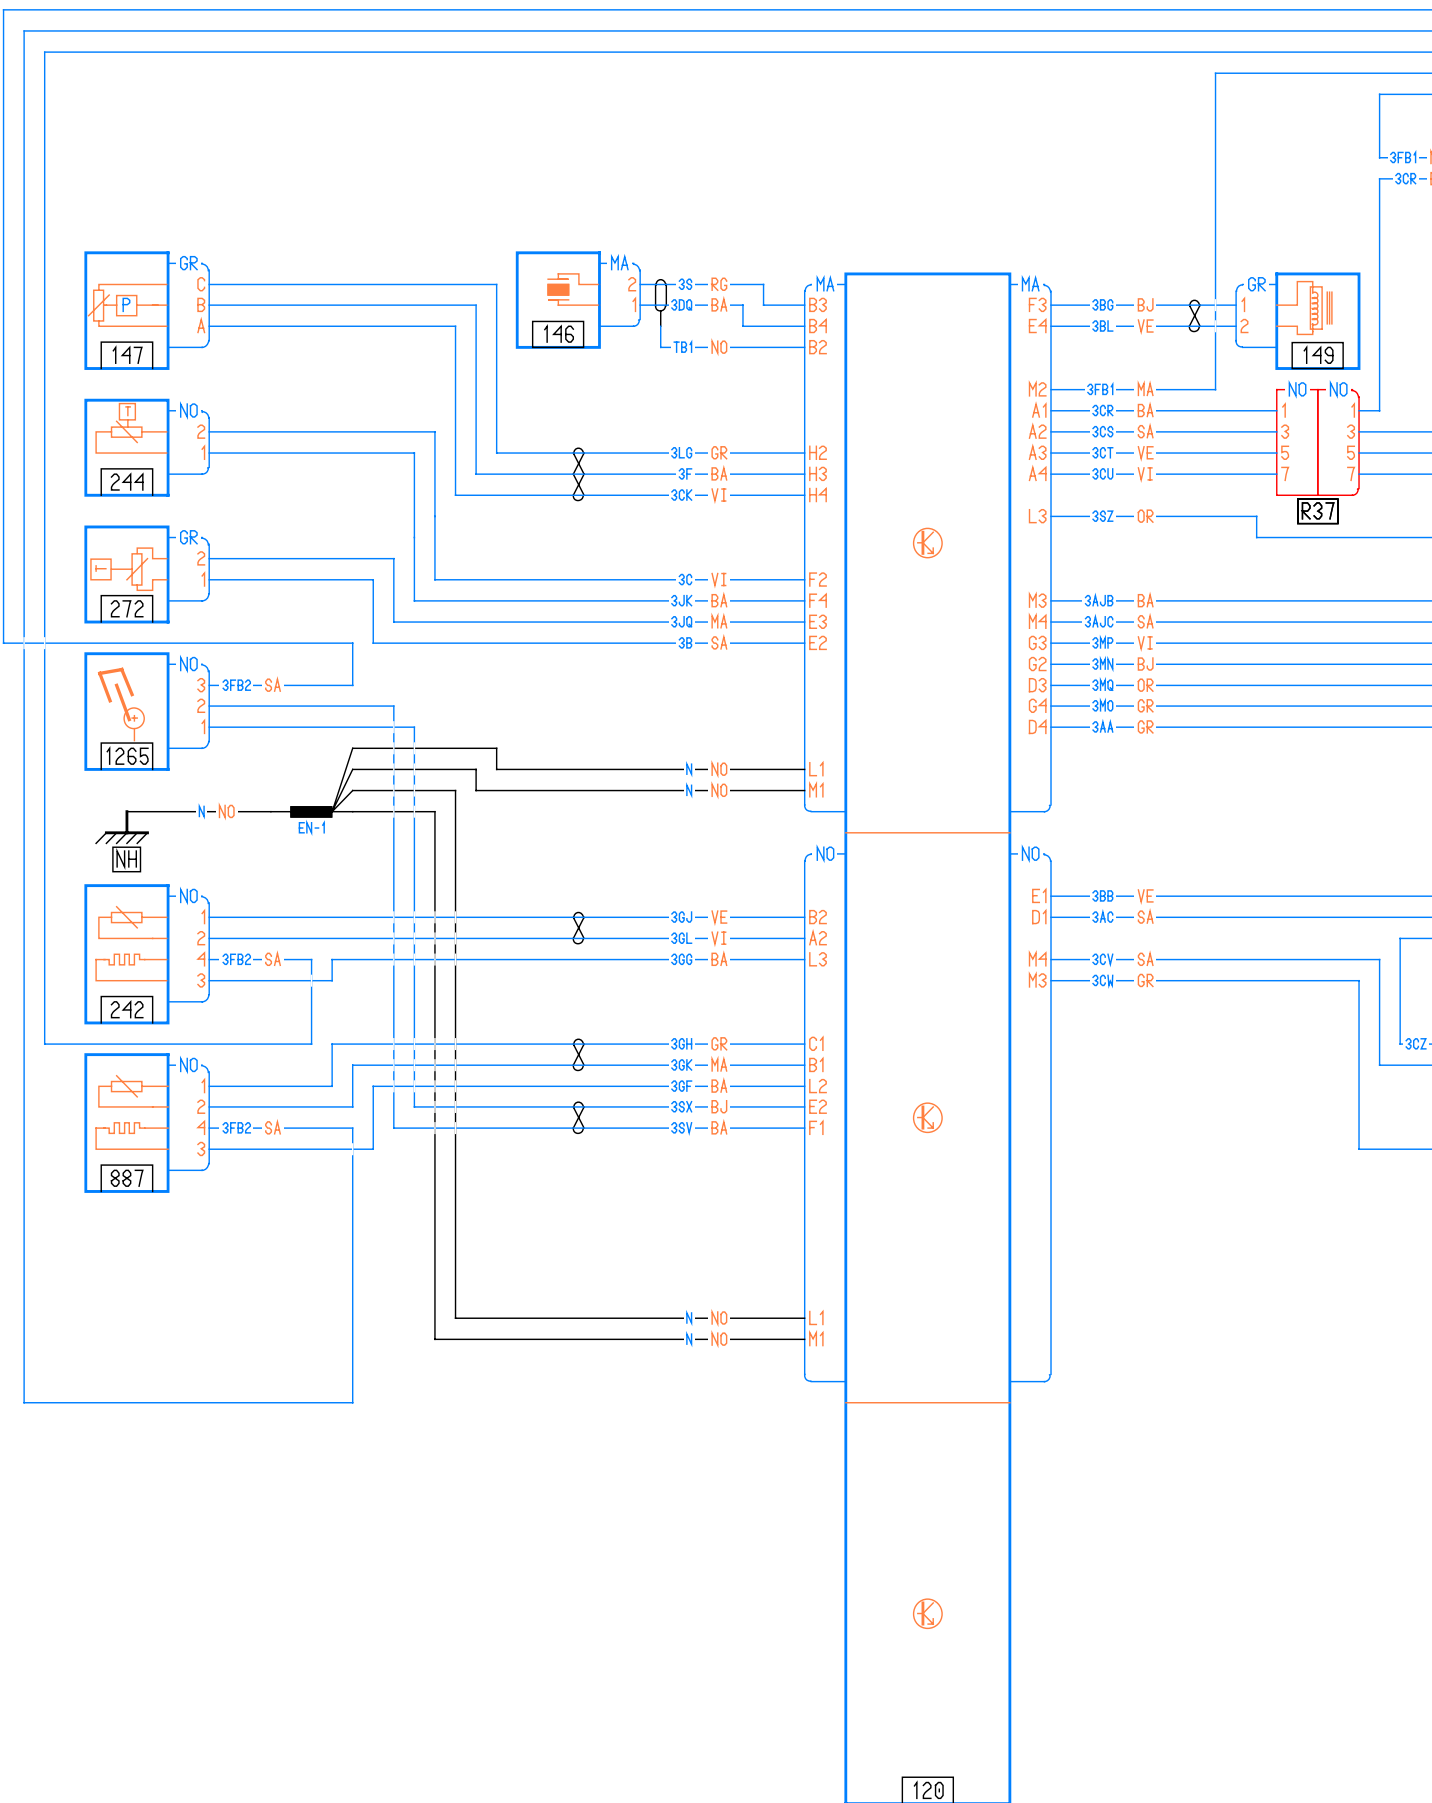 3FB1
3CR
GR
C
B
A
P
147
MA
2
1
146
3S RG
3DQ BA
TB1 NO
MA
B3
B4
B2
MA
F3 3BG BJ
E4 3BL VE
GR
1
2
149
M2 3FB1 MA
A1 3CR BA
A2 3CS SA
A3 3CT VE
A4 3CU VI
L3 3SZ OR
NO NO
1 1
3 3
5 5
7 7
R37
NO
T
2
1
244
3LG GR H2
3F BA H3
3CK VI H4
GR
T
2
1
272
3C VI F2
3JK BA F4
3JQ MA E3
3B SA E2
M3 3AJB BA
M4 3AJC SA
G3 3MP VI
G2 3MN BJ
D3 3MQ OR
G4 3MO GR
D4 3AA GR
NO
3 3FB2 SA
2
1
1265
N NO L1
N NO M1
N NO
EN-1
NH
NO
NO
NO
1
2
4 3FB2 SA
3
242
3GJ VE B2
3GL VI A2
3GG BA L3
E1 3BB VE
D1 3AC SA
M4 3CV SA
M3 3CW GR
3CZ
NO
1
2
4 3FB2 SA
3
887
3GH GR C1
3GK MA B1
3GF BA L2
3SX BJ E2
3SV BA F1
N NO L1
N NO M1
120